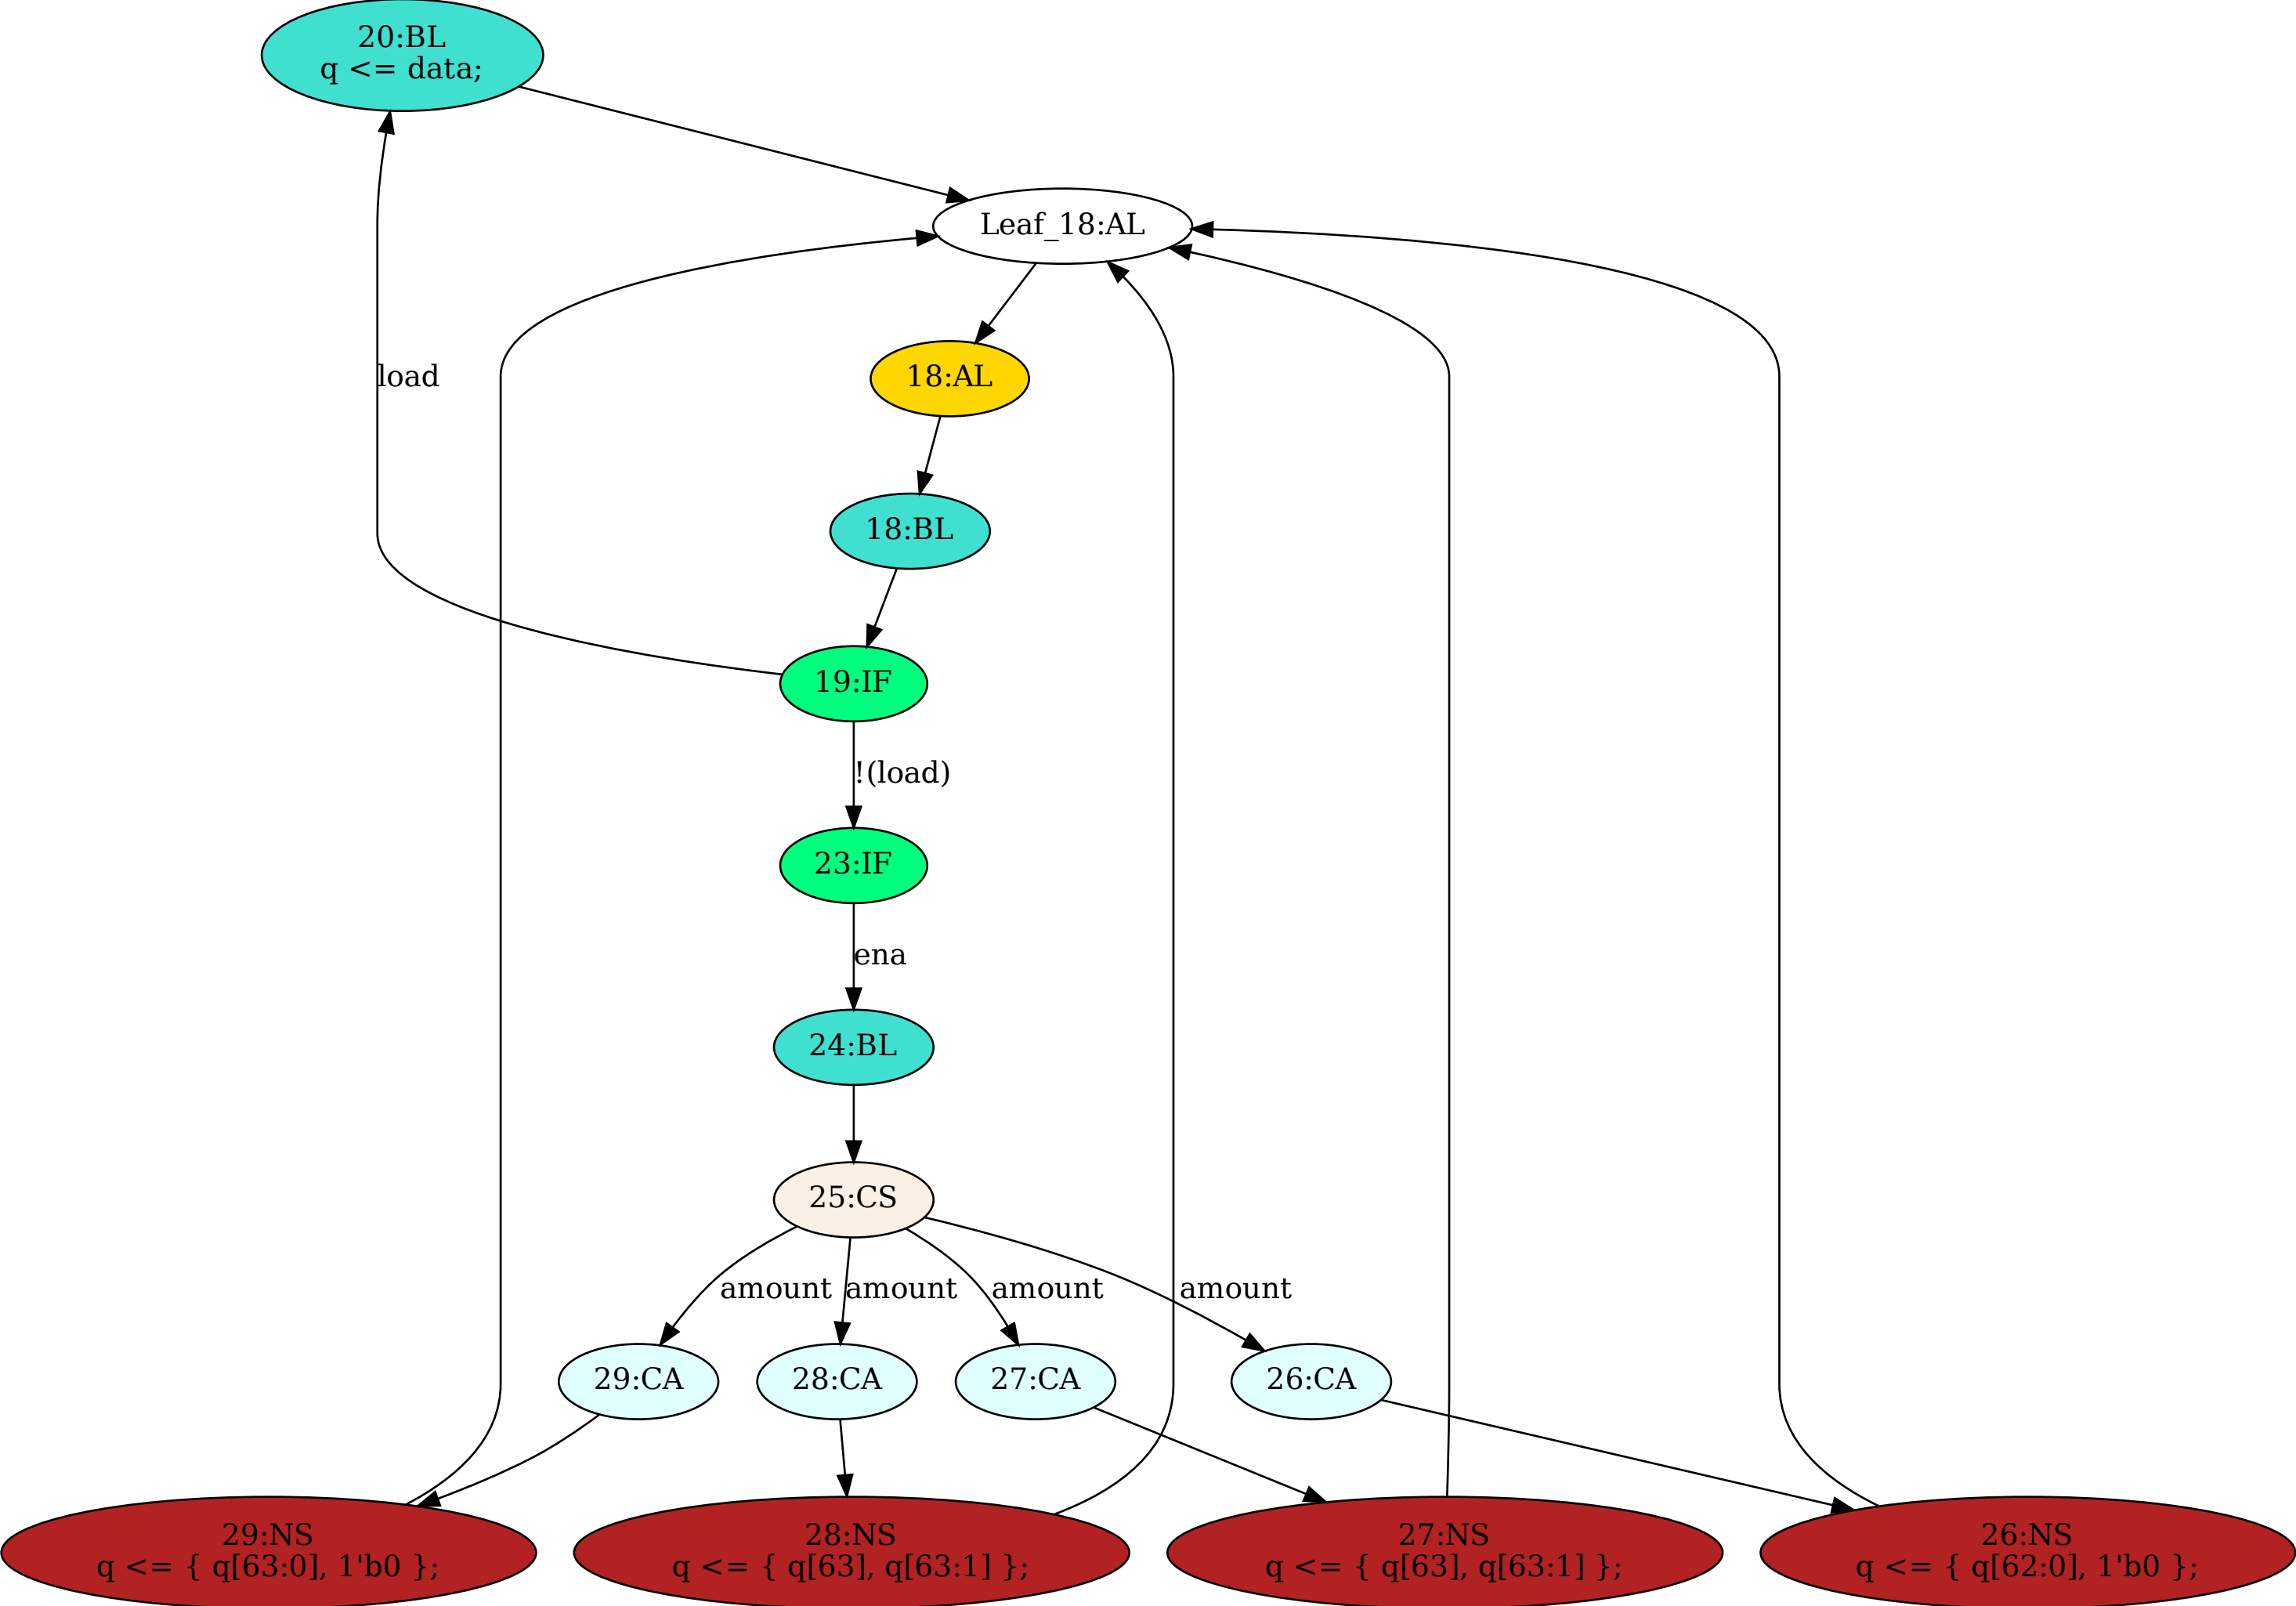 20:BL
q <= data;
Leaf_18:AL
load
18:AL
18:BL
19:IF
!(load)
23:IF
ena
24:BL
25:CS
amount
amount
amount
amount
29:CA
28:CA
27:CA
26:CA
29:NS
q <= { q[63:0], 1'b0 };
28:NS
q <= { q[63], q[63:1] };
27:NS
q <= { q[63], q[63:1] };
26:NS
q <= { q[62:0], 1'b0 };